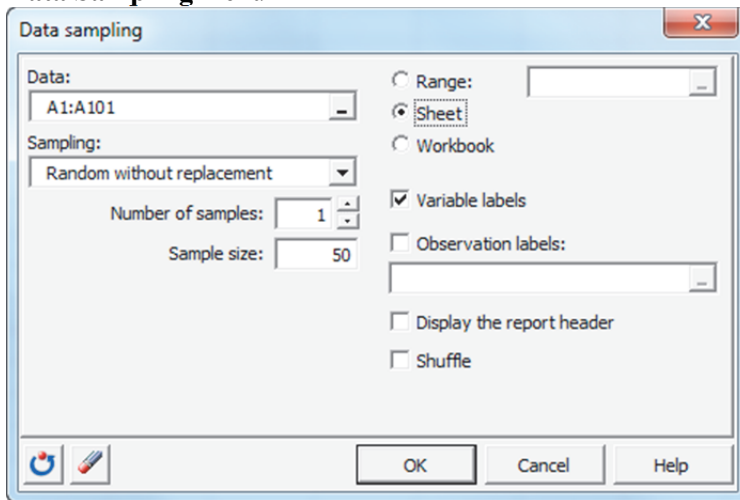 Data sampling
Data:
A1:A101
Sampling:
Random without replacement
Number of samples: 1
Sample size: 50
Range:
Sheet
Workbook
Variable labels
Observation labels:
Display the report header
Shuffle
OK
Cancel
Help